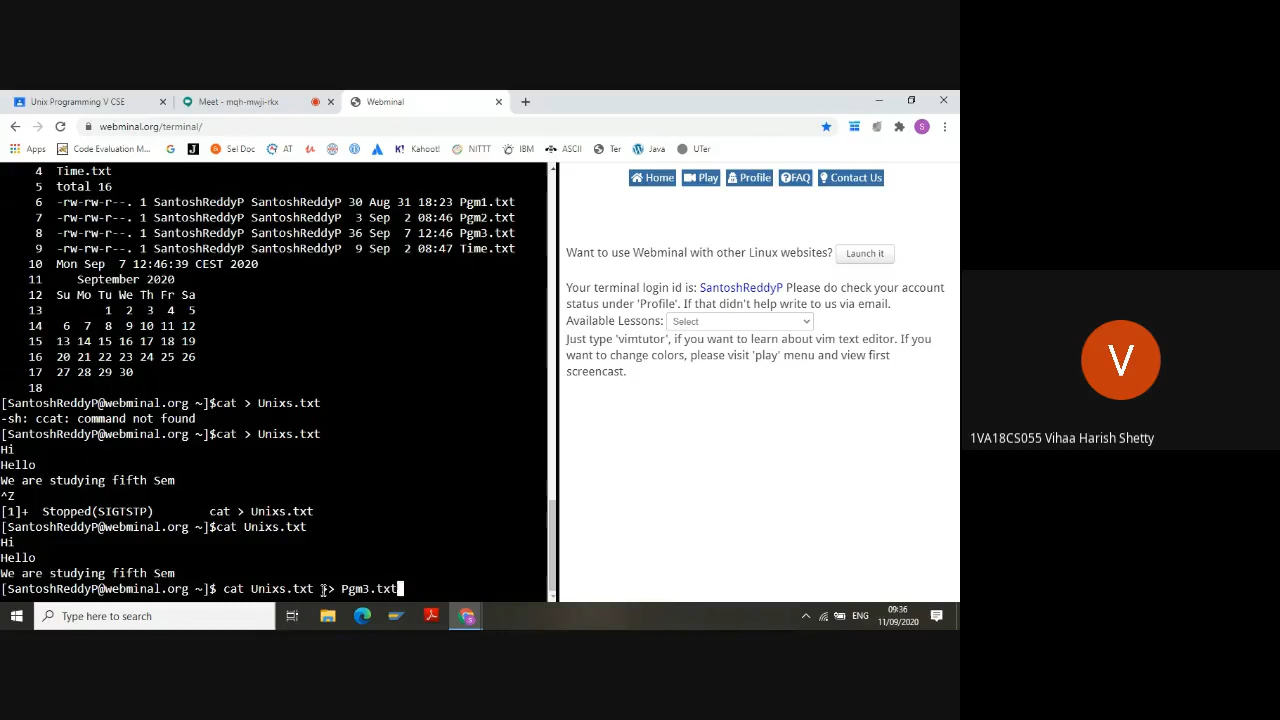 Unix Programming V CSE
Meet - mqh-mwji-rkx
Webminal
webminal.org/terminal/
S
Apps
Code Evaluation M...
Sel Doc
AT
Kahoot!
NITTT
IBM
ASCII
Ter
Java
UTer
4 Time.txt
5 total 16
6 -rw-rw-r--. 1 SantoshReddyP SantoshReddyP 30 Aug 31 18:23 Pgm1.txt
7 -rw-rw-r--. 1 SantoshReddyP SantoshReddyP 3 Sep 2 08:46 Pgm2.txt
8 -rw-rw-r--. 1 SantoshReddyP SantoshReddyP 36 Sep 7 12:46 Pgm3.txt
9 -rw-rw-r--. 1 SantoshReddyP SantoshReddyP 9 Sep 2 08:47 Time.txt
10 Mon Sep 7 12:46:39 CEST 2020
11 September 2020
12 Su Mo Tu We Th Fr Sa
13 1 2 3 4 5
14 6 7 8 9 10 11 12
15 13 14 15 16 17 18 19
16 20 21 22 23 24 25 26
17 27 28 29 30
18
[SantoshReddyP@webminal.org ~]$cat > Unixs.txt
-sh: ccat: command not found
[SantoshReddyP@webminal.org ~]$cat > Unixs.txt
Hi
Hello
We are studying fifth Sem
^Z
[1]+ Stopped(SIGTSTP) cat > Unixs.txt
[SantoshReddyP@webminal.org ~]$cat Unixs.txt
Hi
Hello
We are studying fifth Sem
[SantoshReddyP@webminal.org ~]$ cat Unixs.txt >> Pgm3.txt
Home
Play
Profile
FAQ
Contact Us
Want to use Webminal with other Linux websites? Launch it
Your terminal login id is: SantoshReddyP Please do check your account
status under 'Profile'. If that didn't help write to us via email.
Available Lessons: Select
Just type 'vimtutor', if you want to learn about vim text editor. If you
want to change colors, please visit 'play' menu and view first
screencast.
Type here to search
ENG
09:36
11/09/2020
V
1VA18CS055 Vihaa Harish Shetty